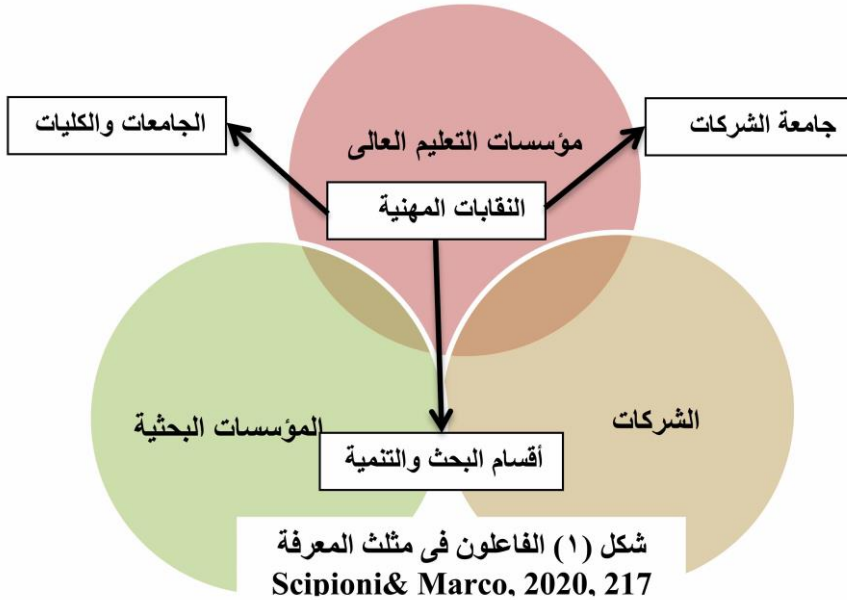 مؤسسات التعليم العالى
جامعة الشركات
الجامعات والكليات
النقابات المهنية
الشركات
المؤسسات البحثية
أقسام البحث والتنمية
شكل (١) الفاعلون فى مثلث المعرفة
Scipioni& Marco, 2020, 217